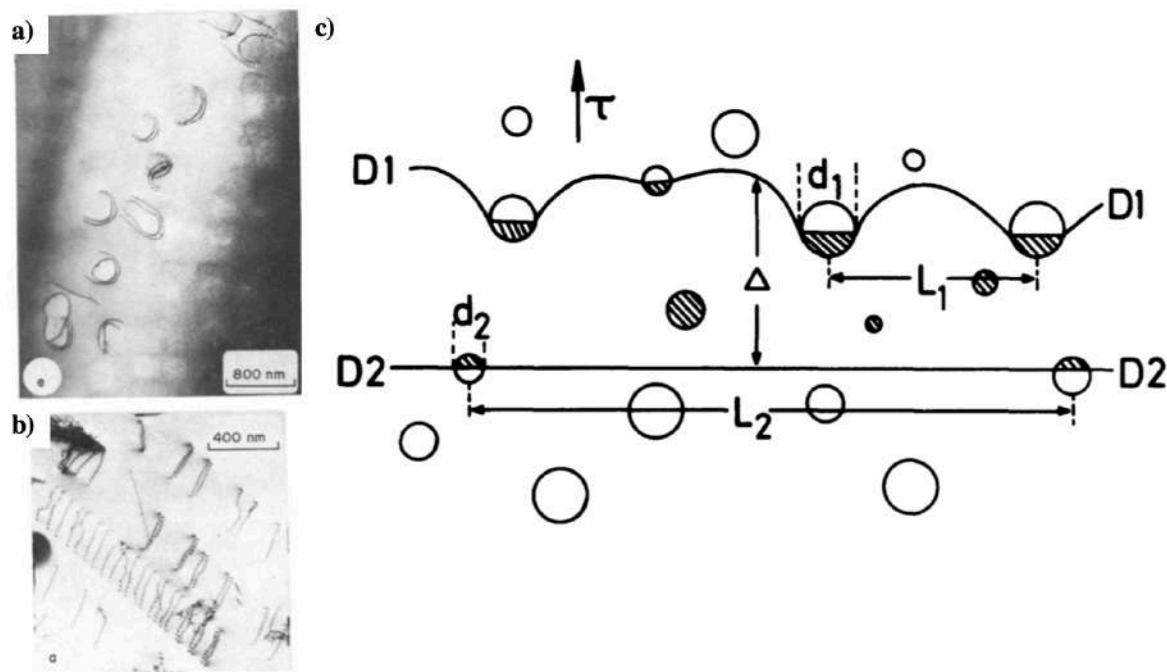 a)
e
800 nm
b)
400 nm
a
c)
τ
D1
d₁
D1
Δ
L₁
d₂
D2
D2
L₂